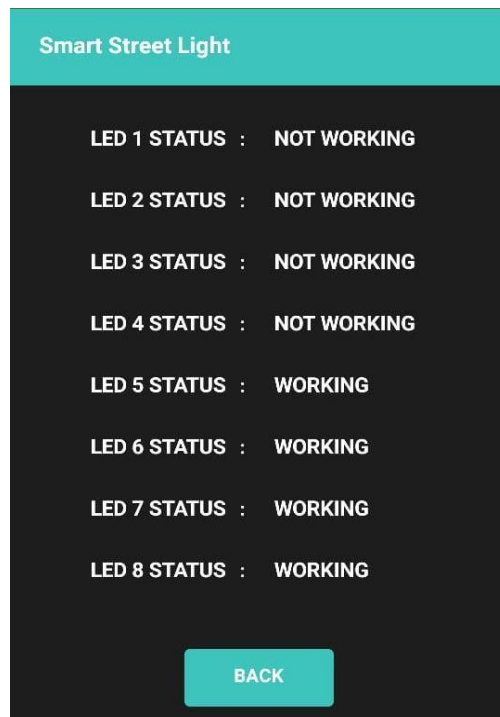 Smart Street Light
LED 1 STATUS : NOT WORKING
LED 2 STATUS : NOT WORKING
LED 3 STATUS : NOT WORKING
LED 4 STATUS : NOT WORKING
LED 5 STATUS : WORKING
LED 6 STATUS : WORKING
LED 7 STATUS : WORKING
LED 8 STATUS : WORKING
BACK